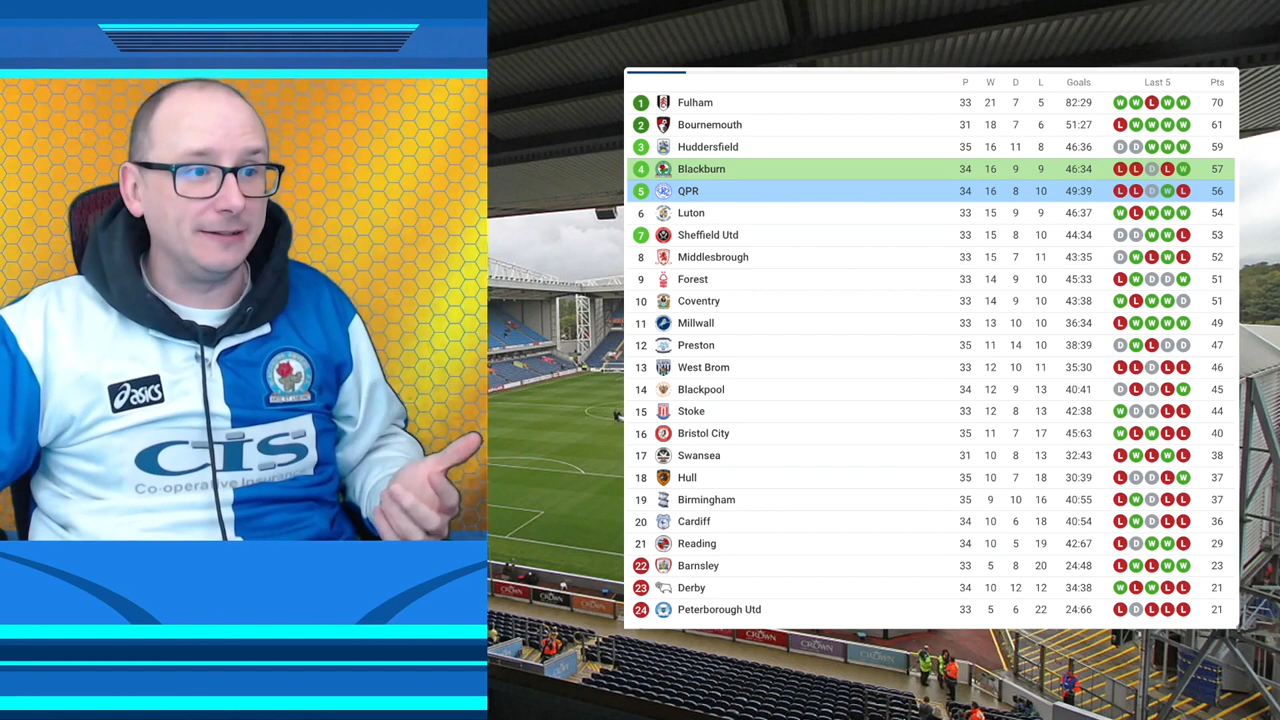 asics
CIS
Co-operative Insurance
P W D L Goals Last 5 Pts
1 Fulham 33 21 7 5 82:29 W W L W W 70
2 Bournemouth 31 18 7 6 51:27 L W W W W 61
3 Huddersfield 35 16 11 8 46:36 D D W W W 59
4 Blackburn 34 16 9 9 46:34 L L D L W 57
5 QPR 34 16 8 10 49:39 L L D W L 56
6 Luton 33 15 9 9 46:37 W L W W W 54
7 Sheffield Utd 33 15 8 10 44:34 D D W W L 53
8 Middlesbrough 33 15 7 11 43:35 D W L W L 52
9 Forest 33 14 9 10 45:33 L W D D W 51
10 Coventry 33 14 9 10 43:38 W L W W D 51
11 Millwall 33 13 10 10 36:34 L W W W W 49
12 Preston 35 11 14 10 38:39 D W L D D 47
13 West Brom 33 12 10 11 35:30 L L D L L 46
14 Blackpool 34 12 9 13 40:41 D L D L W 45
15 Stoke 33 12 8 13 42:38 W D D L L 44
16 Bristol City 35 11 7 17 45:63 W L W L L 40
17 Swansea 31 10 8 13 32:43 L W L W L 38
18 Hull 35 10 7 18 30:39 L D D L W 37
19 Birmingham 35 9 10 16 40:55 L W D L L 37
20 Cardiff 34 10 6 18 40:54 L W D L L 36
21 Reading 34 10 5 19 42:67 L D W W L 29
22 Barnsley 33 5 8 20 24:48 L W L W W 23
23 Derby 34 10 12 12 34:38 W L W L L 21
24 Peterborough Utd 33 5 6 22 24:66 L D L L L 21
CROWN CROWN
CROWN CROWN